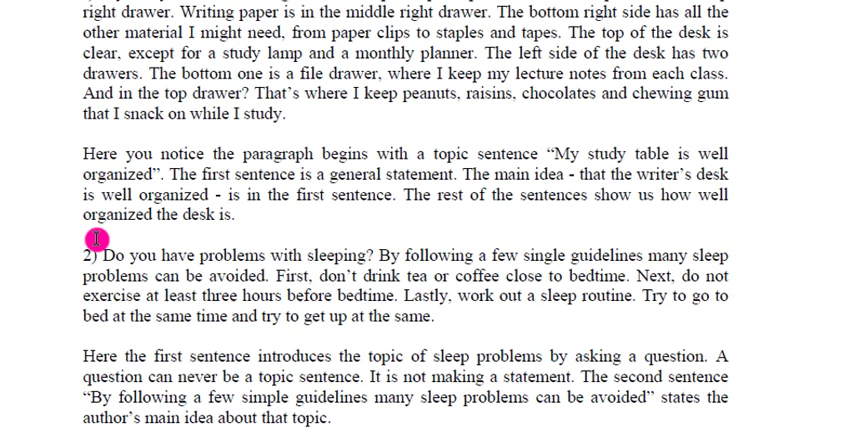 right drawer. Writing paper is in the middle right drawer. The bottom right side has all the
other material I might need, from paper clips to staples and tapes. The top of the desk is
clear, except for a study lamp and a monthly planner. The left side of the desk has two
drawers. The bottom one is a file drawer, where I keep my lecture notes from each class.
And in the top drawer? That’s where I keep peanuts, raisins, chocolates and chewing gum
that I snack on while I study.
Here you notice the paragraph begins with a topic sentence “My study table is well
organized”. The first sentence is a general statement. The main idea - that the writer’s desk
is well organized - is in the first sentence. The rest of the sentences show us how well
organized the desk is.
2) Do you have problems with sleeping? By following a few single guidelines many sleep
problems can be avoided. First, don’t drink tea or coffee close to bedtime. Next, do not
exercise at least three hours before bedtime. Lastly, work out a sleep routine. Try to go to
bed at the same time and try to get up at the same.
Here the first sentence introduces the topic of sleep problems by asking a question. A
question can never be a topic sentence. It is not making a statement. The second sentence
“By following a few simple guidelines many sleep problems can be avoided” states the
author’s main idea about that topic.